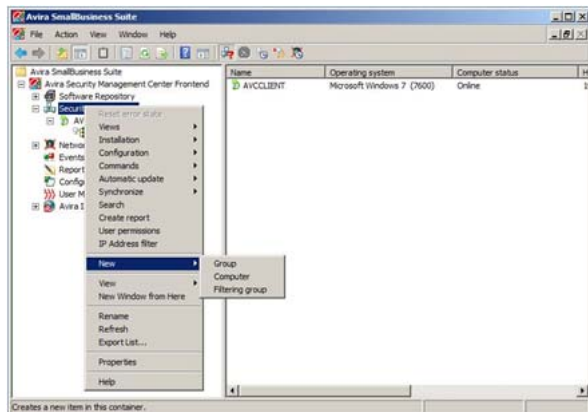 Avira SmallBusiness Suite
File Action View Window Help
Avira SmallBusiness Suite
Avira Security Management Center Frontend
Software Repository
Securi
AV
Netwo
Events
Report
Config
User M
Avira I
Name Operating system Computer status
AVCCLIENT Microsoft Windows 7 (7600) Online
Reset error state
Views
Installation
Configuration
Commands
Automatic update
Synchronize
Search
Create report
User permissions
IP Address filter
New
View
New Window from Here
Rename
Refresh
Export List...
Properties
Help
Group
Computer
Filtering group
Creates a new item in this container.